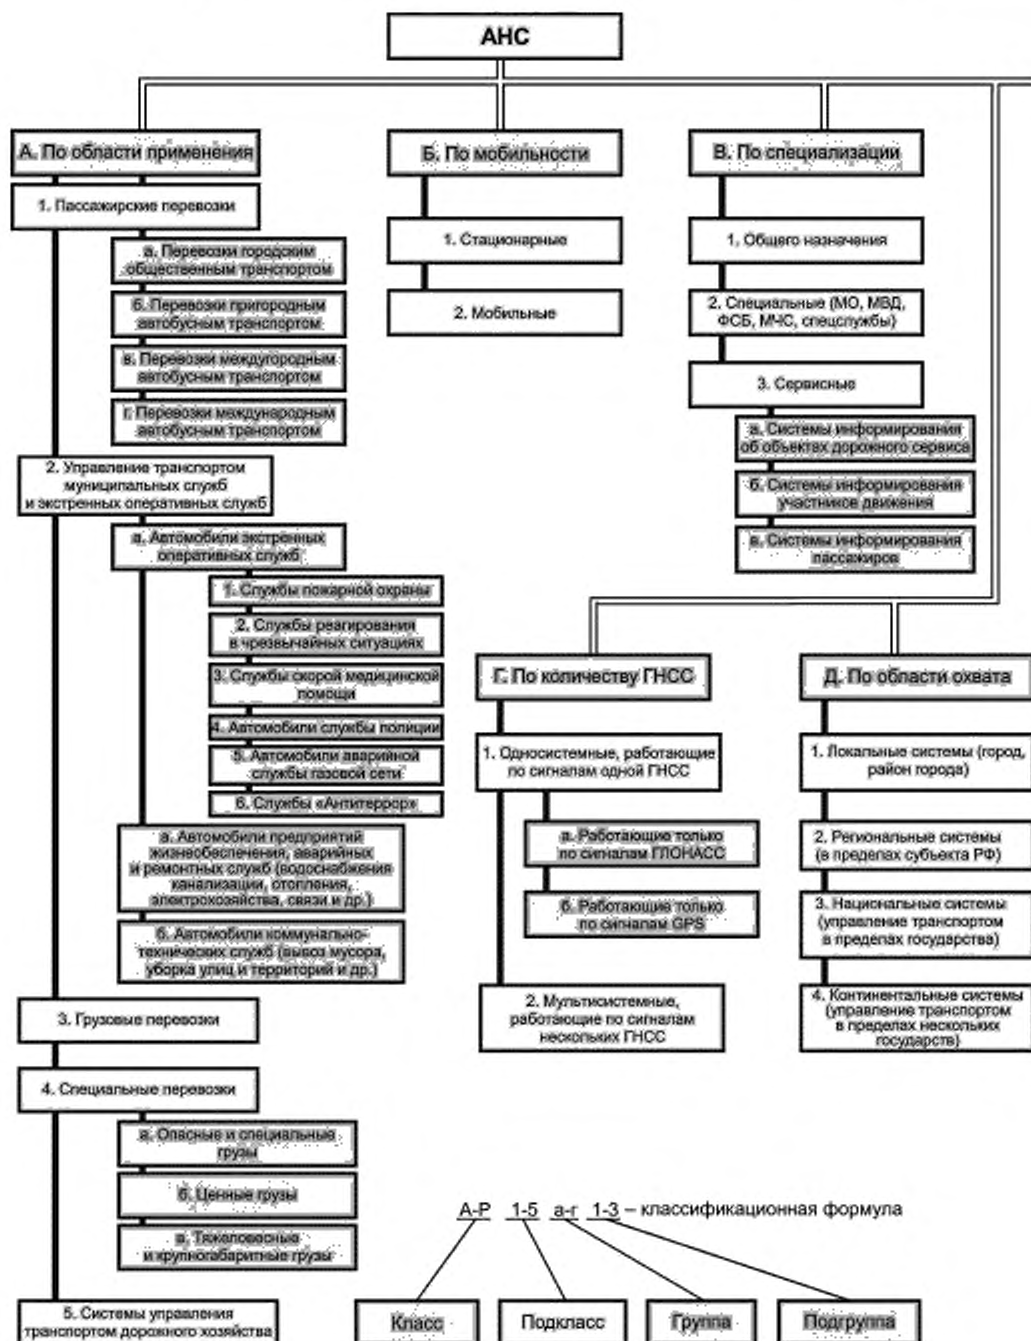 АНС
А. По области применения
1. Пассажирские перевозки
а. Перевозки городским
общественным транспортом
б. Перевозки пригородным
автобусным транспортом
в. Перевозки междугородным
автобусным транспортом
г. Перевозки международным
автобусным транспортом
2. Управление транспортом
муниципальных служб
и экстренных оперативных служб
а. Автомобили экстренных
оперативных служб
1. Службы пожарной охраны
2. Службы реагирования
в чрезвычайных ситуациях
3. Службы скорой медицинской
помощи
4. Автомобили службы полиции
5. Автомобили аварийной
службы газовой сети
6. Службы «Антитеррор»
а. Автомобили предприятий
жизнеобеспечения, аварийных
и ремонтных служб (водоснабжения
канализации, отопления,
электрохозяйства, связи и др.)
б. Автомобили коммунально-
технических служб (вывоз мусора,
уборка улиц и территорий и др.)
3. Грузовые перевозки
4. Специальные перевозки
а. Опасные и специальные
грузы
б. Ценные грузы
в. Тяжеловесные
и крупногабаритные грузы
5. Системы управления
транспортом дорожного хозяйства
Б. По мобильности
1. Стационарные
2. Мобильные
В. По специализации
1. Общего назначения
2. Специальные (МО, МВД,
ФСБ, МЧС, спецслужбы)
3. Сервисные
а. Системы информирования
об объектах дорожного сервиса
б. Системы информирования
участников движения
в. Системы информирования
пассажиров
Г. По количеству ГНСС
1. Односистемные, работающие
по сигналам одной ГНСС
а. Работающие только
по сигналам ГЛОНАСС
б. Работающие только
по сигналам GPS
2. Мультисистемные,
работающие по сигналам
нескольких ГНСС
Д. По области охвата
1. Локальные системы (город,
район города)
2. Региональные системы
(в пределах субъекта РФ)
3. Национальные системы
(управление транспортом
в пределах государства)
4. Континентальные системы
(управление транспортом
в пределах нескольких
государств)
А-Р 1-5 а-г 1-3 – классификационная формула
Класс
Подкласс
Группа
Подгруппа